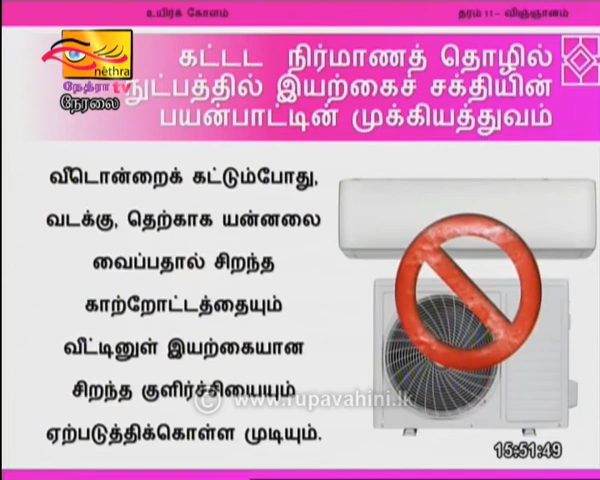 உயிர்க் கோளம்
தரம் 11 – விஞ்ஞானம்
nethra
நேத்ரா tv
நேரலை
கட்டட நிர்மாணத் தொழில்
நுட்பத்தில் இயற்கைச் சக்தியின்
பயன்பாட்டின் முக்கியத்துவம்
வீடொன்றைக் கட்டும்போது,
வடக்கு, தெற்காக யன்னலை
வைப்பதால் சிறந்த
காற்றோட்டத்தையும்
வீட்டினுள் இயற்கையான
சிறந்த குளிர்ச்சியையும்
ஏற்படுத்திக்கொள்ள முடியும்.
© www.rupavahini.lk
15:51:49